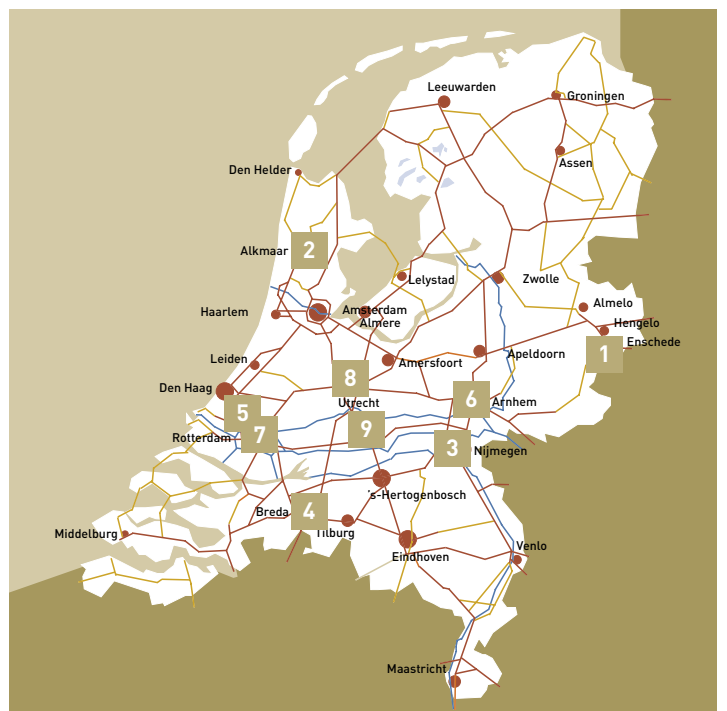 Leeuwarden
Groningen
Assen
Den Helder
Alkmaar
2
Lelystad
Zwolle
Haarlem
Amsterdam
Almere
Almelo
Hengelo
Enschede
1
Leiden
Amersfoort
Apeldoorn
Den Haag
8
Utrecht
6
Arnhem
5
Rotterdam
7
9
3
Nijmegen
's-Hertogenbosch
Breda
4
Tilburg
Middelburg
Eindhoven
Venlo
Maastricht